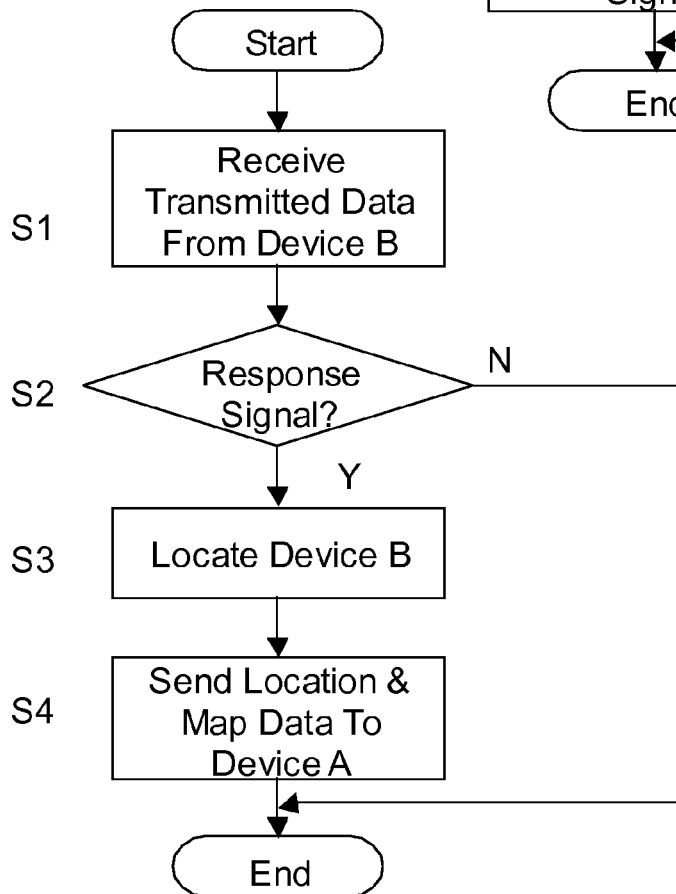 Start
Receive
Transmitted Data
From Device B
S1
Response
Signal?
N
S2
Y
S3
Locate Device B
Send Location &
Map Data To
Device A
S4
End